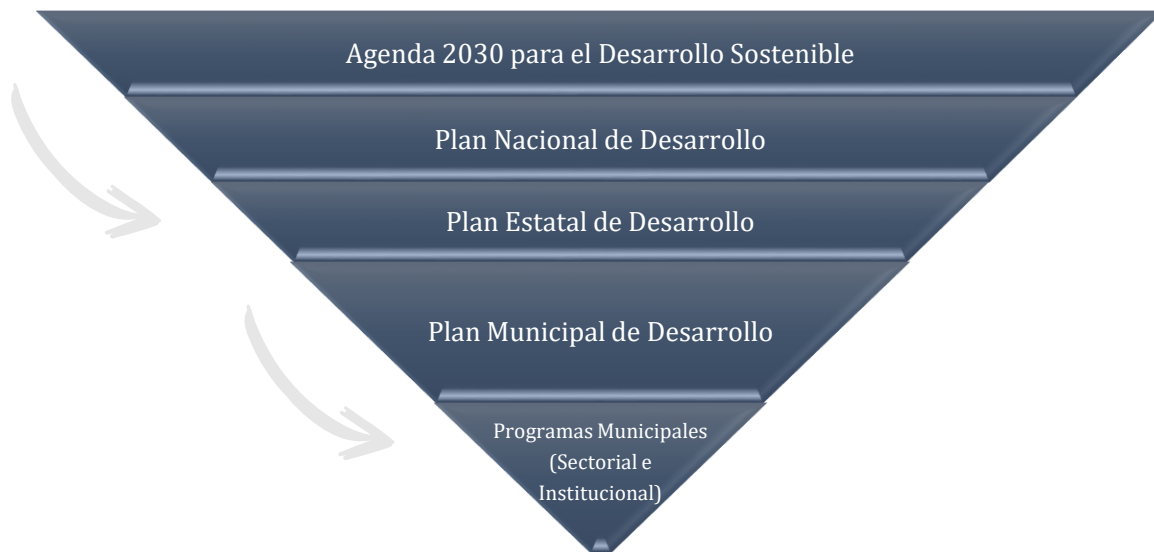 Agenda 2030 para el Desarrollo Sostenible
Plan Nacional de Desarrollo
Plan Estatal de Desarrollo
Plan Municipal de Desarrollo
Programas Municipales
(Sectorial e
Institucional)